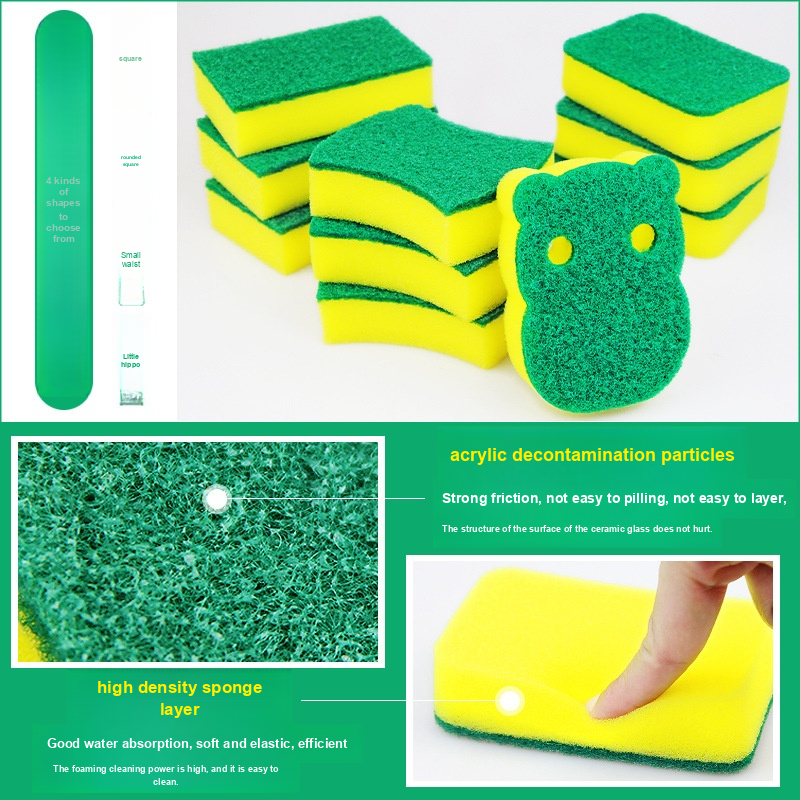 4 kinds
of
shapes
to
choose
from
square
rounded
square
Small
waist
Little
hippo
acrylic decontamination particles
Strong friction, not easy to pilling, not easy to layer,
The structure of the surface of the ceramic glass does not hurt.
high density sponge
layer
Good water absorption, soft and elastic, efficient
The foaming cleaning power is high, and it is easy to
clean.